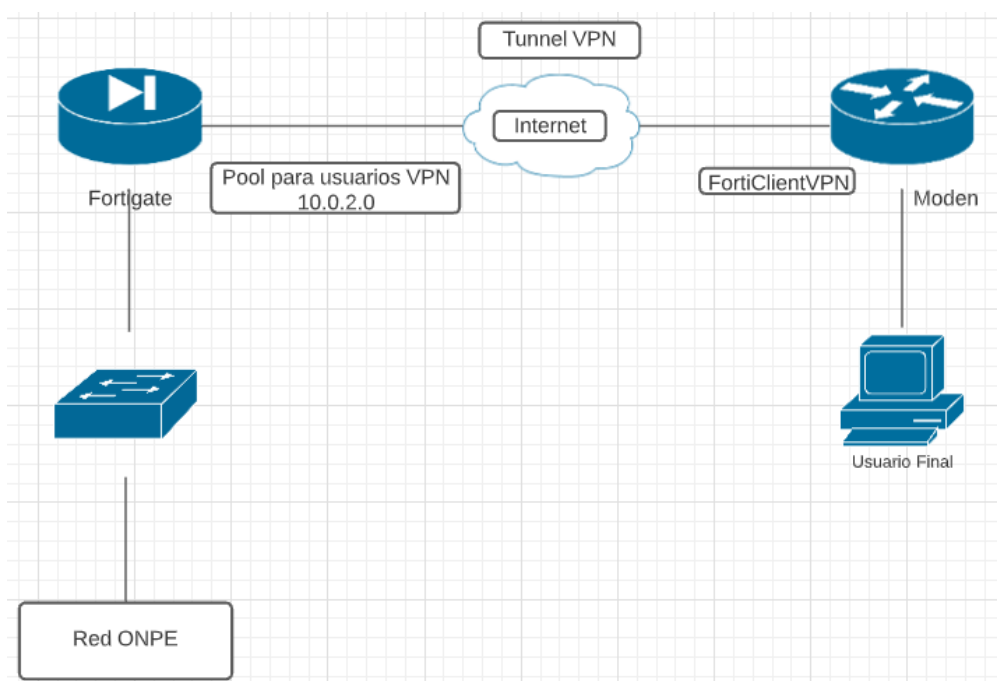 Tunnel VPN
Internet
Pool para usuarios VPN
10.0.2.0
FortiClientVPN
Fortigate
Moden
Usuario Final
Red ONPE